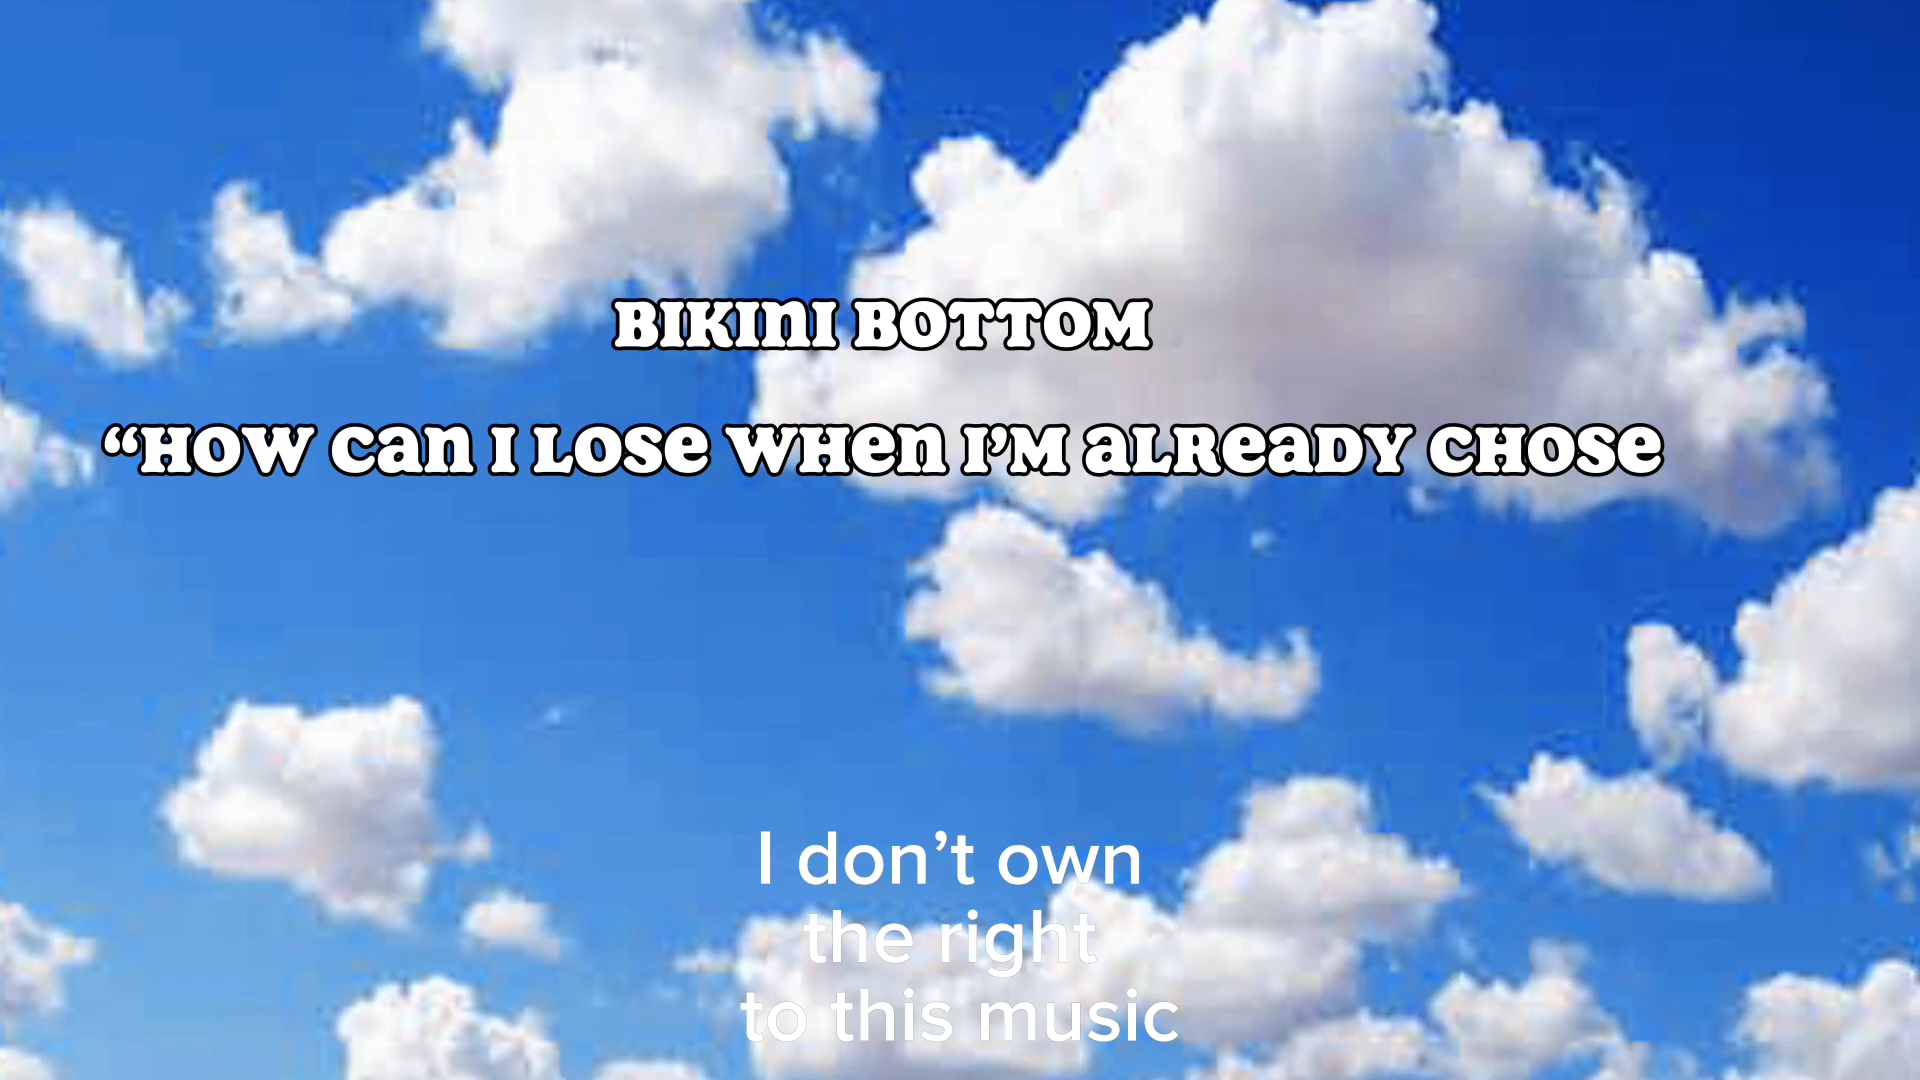 BIKINI BOTTOM
“HOW CAN I LOSE WHEN I’M ALREADY CHOSE
I don’t own
the right
to this music